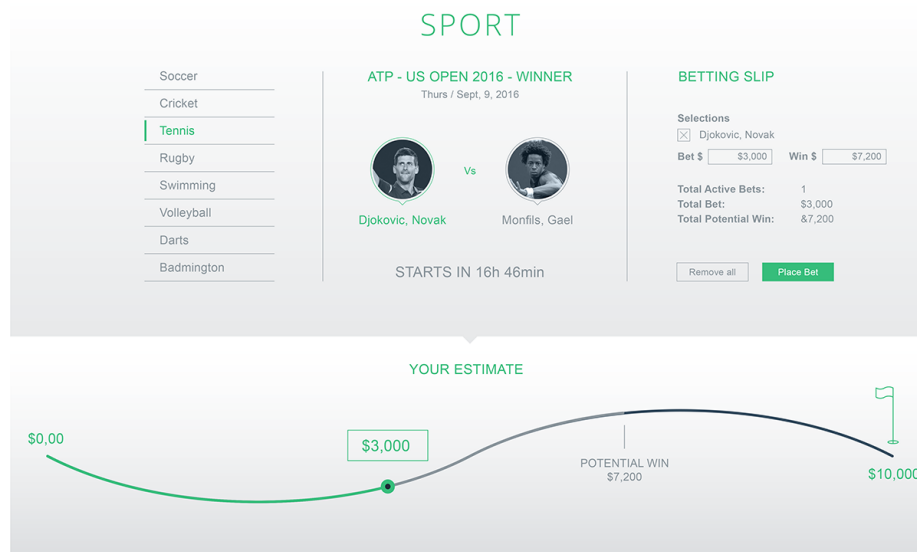 SPORT
Soccer
Cricket
Tennis
Rugby
Swimming
Volleyball
Darts
Badmington
ATP - US OPEN 2016 - WINNER
Thurs / Sept, 9, 2016
Vs
Djokovic, Novak
Monfils, Gael
STARTS IN 16h 46min
BETTING SLIP
Selections
Djokovic, Novak
Bet $ $3,000 Win $ $7,200
Total Active Bets: 1
Total Bet: $3,000
Total Potential Win: &7,200
Remove all Place Bet
YOUR ESTIMATE
$0,00
$3,000
POTENTIAL WIN
$7,200
$10,000